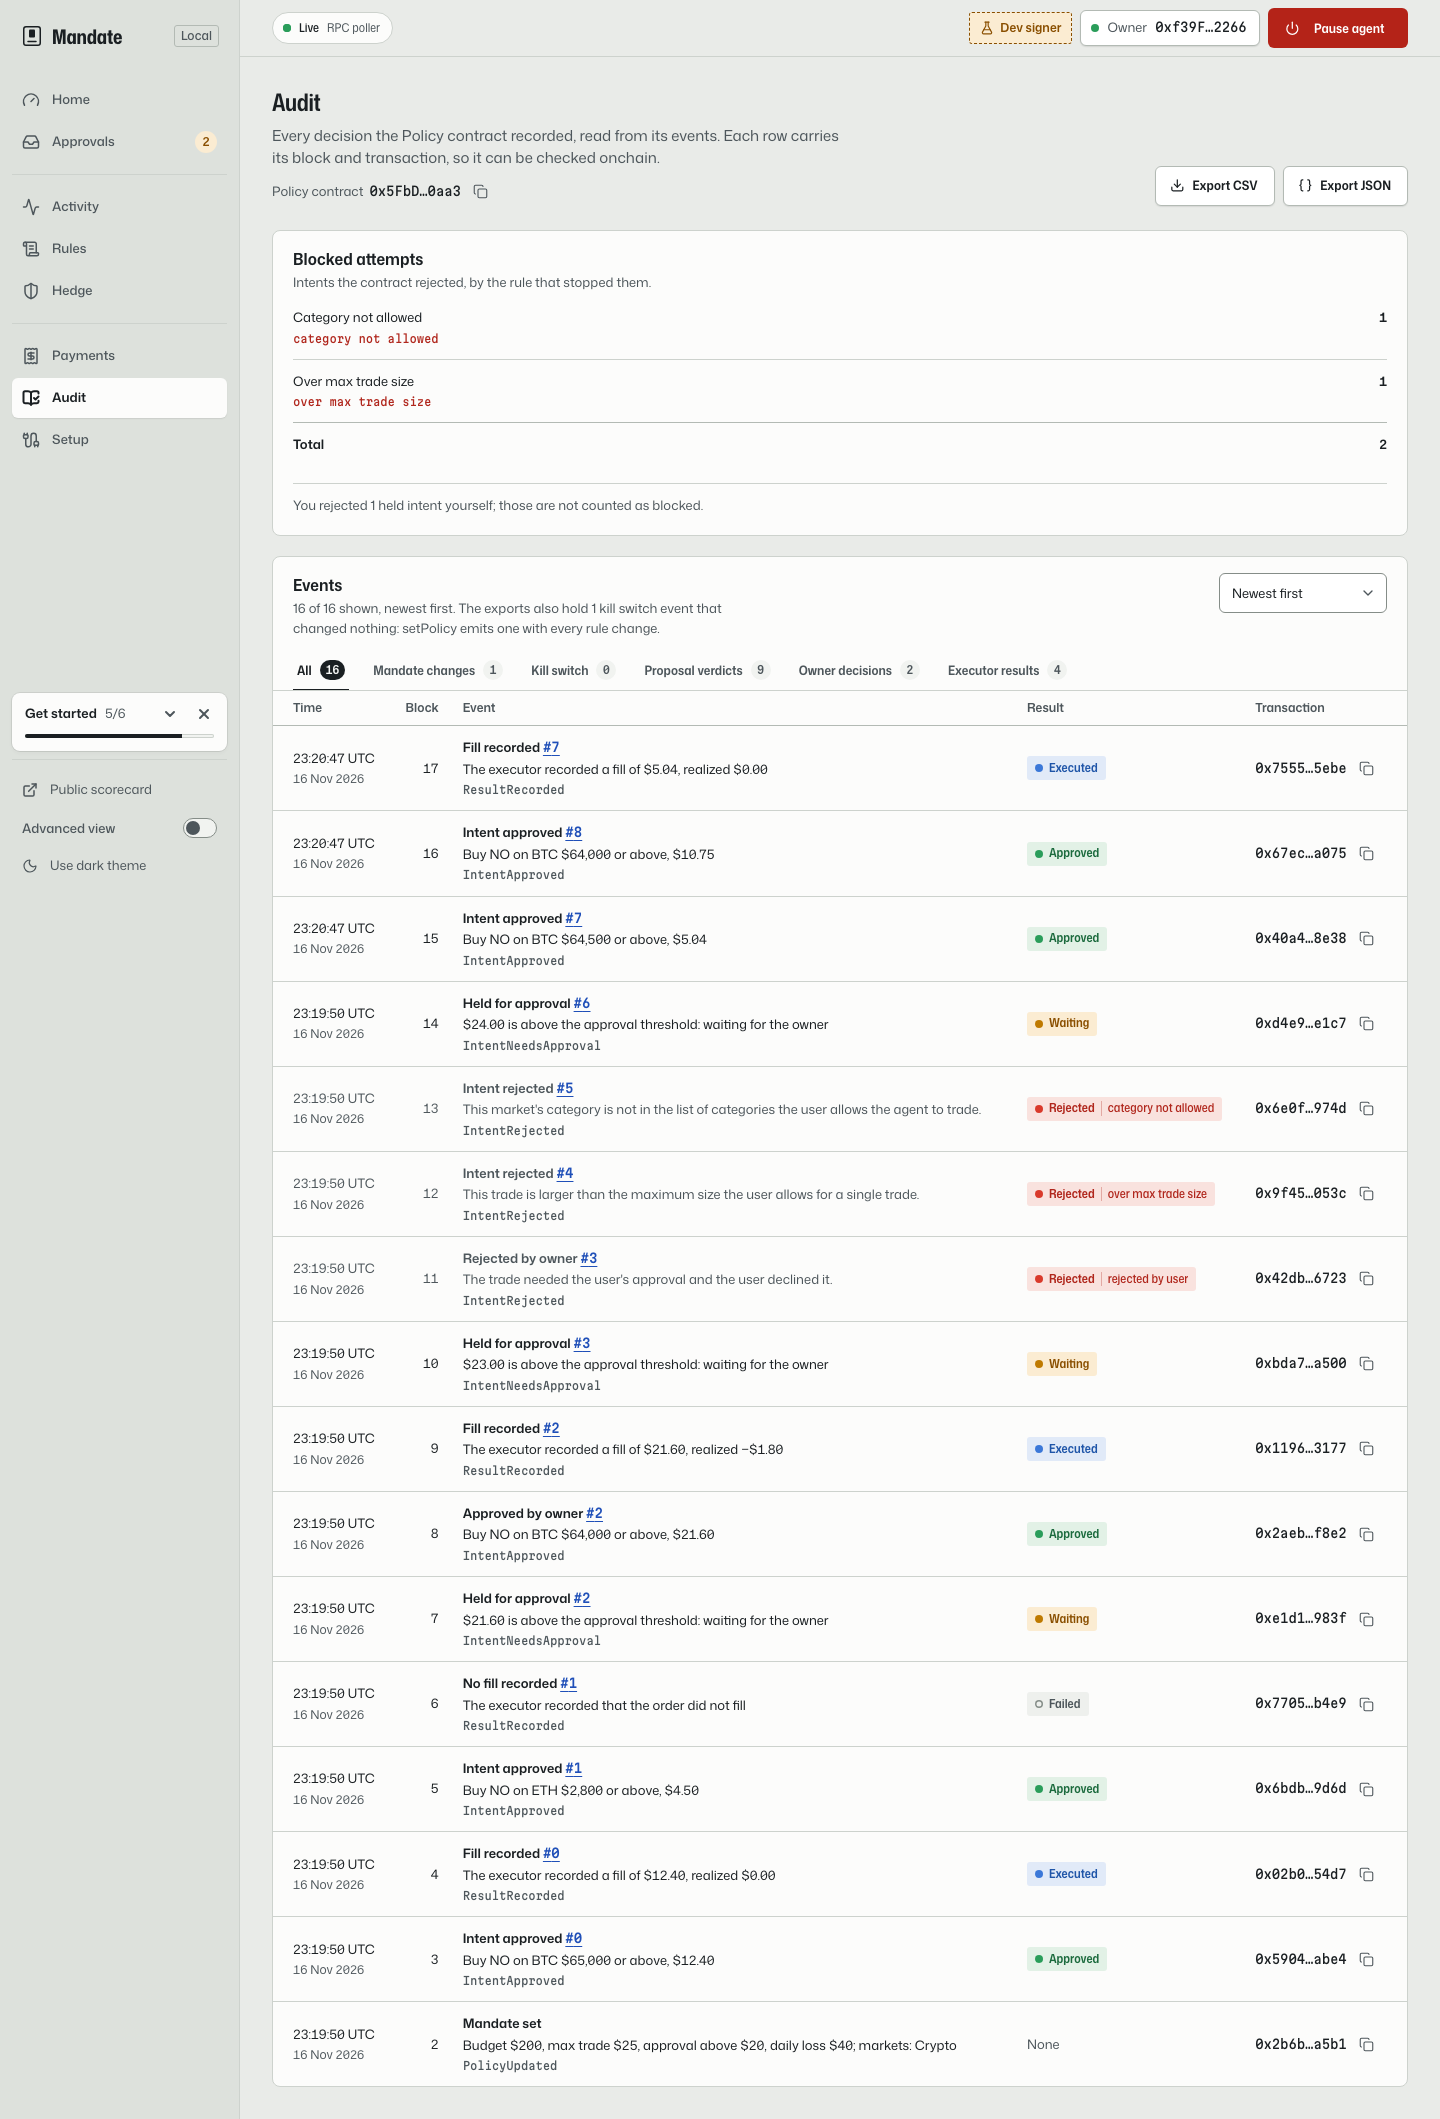 Mandate
Local
Home
Approvals
2
Activity
Rules
Hedge
Payments
Audit
Setup
Get started 5/6
Public scorecard
Advanced view
Use dark theme
Live RPC poller
Dev signer
Owner 0xf39F…2266
Pause agent
Audit
Every decision the Policy contract recorded, read from its events. Each row carries
its block and transaction, so it can be checked onchain.
Policy contract 0x5FbD…0aa3
Export CSV
Export JSON
Blocked attempts
Intents the contract rejected, by the rule that stopped them.
Category not allowed 1
category not allowed
Over max trade size 1
over max trade size
Total 2
You rejected 1 held intent yourself; those are not counted as blocked.
Events
16 of 16 shown, newest first. The exports also hold 1 kill switch event that
changed nothing: setPolicy emits one with every rule change.
Newest first
All 16 Mandate changes 1 Kill switch 0 Proposal verdicts 9 Owner decisions 2 Executor results 4
Time Block Event Result Transaction
Fill recorded #7
23:20:47 UTC
16 Nov 2026
17
The executor recorded a fill of $5.04, realized $0.00
ResultRecorded
Executed
0x7555…5ebe
Intent approved #8
23:20:47 UTC
16 Nov 2026
16
Buy NO on BTC $64,000 or above, $10.75
IntentApproved
Approved
0x67ec…a075
Intent approved #7
23:20:47 UTC
16 Nov 2026
15
Buy NO on BTC $64,500 or above, $5.04
IntentApproved
Approved
0x40a4…8e38
Held for approval #6
23:19:50 UTC
16 Nov 2026
14
$24.00 is above the approval threshold: waiting for the owner
IntentNeedsApproval
Waiting
0xd4e9…e1c7
Intent rejected #5
23:19:50 UTC
16 Nov 2026
13
This market's category is not in the list of categories the user allows the agent to trade.
IntentRejected
Rejected category not allowed
0x6e0f…974d
Intent rejected #4
23:19:50 UTC
16 Nov 2026
12
This trade is larger than the maximum size the user allows for a single trade.
IntentRejected
Rejected over max trade size
0x9f45…053c
Rejected by owner #3
23:19:50 UTC
16 Nov 2026
11
The trade needed the user's approval and the user declined it.
IntentRejected
Rejected rejected by user
0x42db…6723
Held for approval #3
23:19:50 UTC
16 Nov 2026
10
$23.00 is above the approval threshold: waiting for the owner
IntentNeedsApproval
Waiting
0xbda7…a500
Fill recorded #2
23:19:50 UTC
16 Nov 2026
9
The executor recorded a fill of $21.60, realized −$1.80
ResultRecorded
Executed
0x1196…3177
Approved by owner #2
23:19:50 UTC
16 Nov 2026
8
Buy NO on BTC $64,000 or above, $21.60
IntentApproved
Approved
0x2aeb…f8e2
Held for approval #2
23:19:50 UTC
16 Nov 2026
7
$21.60 is above the approval threshold: waiting for the owner
IntentNeedsApproval
Waiting
0xe1d1…983f
No fill recorded #1
23:19:50 UTC
16 Nov 2026
6
The executor recorded that the order did not fill
ResultRecorded
Failed
0x7705…b4e9
Intent approved #1
23:19:50 UTC
16 Nov 2026
5
Buy NO on ETH $2,800 or above, $4.50
IntentApproved
Approved
0x6bdb…9d6d
Fill recorded #0
23:19:50 UTC
16 Nov 2026
4
The executor recorded a fill of $12.40, realized $0.00
ResultRecorded
Executed
0x02b0…54d7
Intent approved #0
23:19:50 UTC
16 Nov 2026
3
Buy NO on BTC $65,000 or above, $12.40
IntentApproved
Approved
0x5904…abe4
Mandate set
23:19:50 UTC
16 Nov 2026
2
Budget $200, max trade $25, approval above $20, daily loss $40; markets: Crypto
PolicyUpdated
None
0x2b6b…a5b1